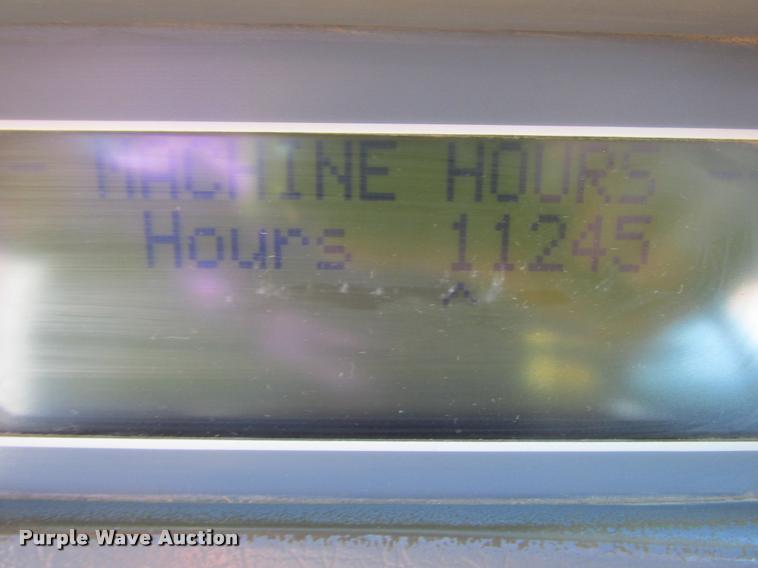 - MACHINE HOURS -
Hours 11245
^
Purple Wave Auction®